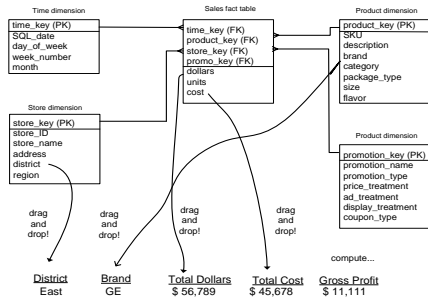 Time dimension
time_key (PK)
SQL_date
day_of_week
week_number
month
Sales fact table
time_key (FK)
product_key (FK)
store_key (FK)
promo_key (FK)
dollars
units
cost
Product dimension
product_key (PK)
SKU
description
brand
category
package_type
size
flavor
Store dimension
store_key (PK)
store_ID
store_name
address
district
region
Product dimension
promotion_key (PK)
promotion_name
promotion_type
price_treatment
ad_treatment
display_treatment
coupon_type
drag
and
drop!
drag
and
drop!
drag
and
drop!
drag
and
drop!
compute...
District Brand Total Dollars Total Cost Gross Profit
East GE $ 56,789 $ 45,678 $ 11,111